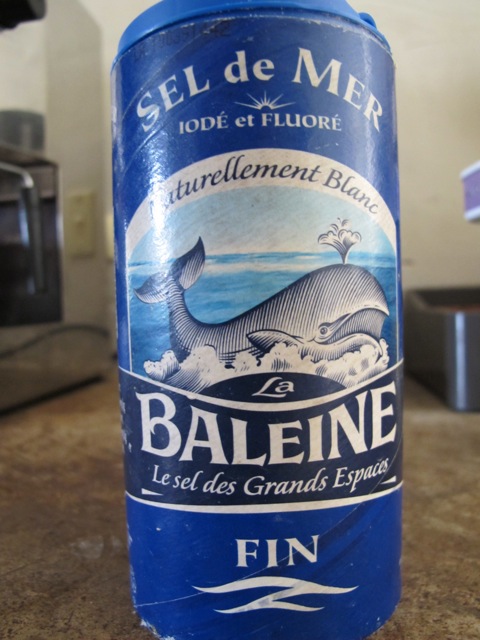 SEL de MER
IODÉ et FLUORÉ
Naturellement Blanc
La
BALEINE
Le sel des Grands Espaces
FIN